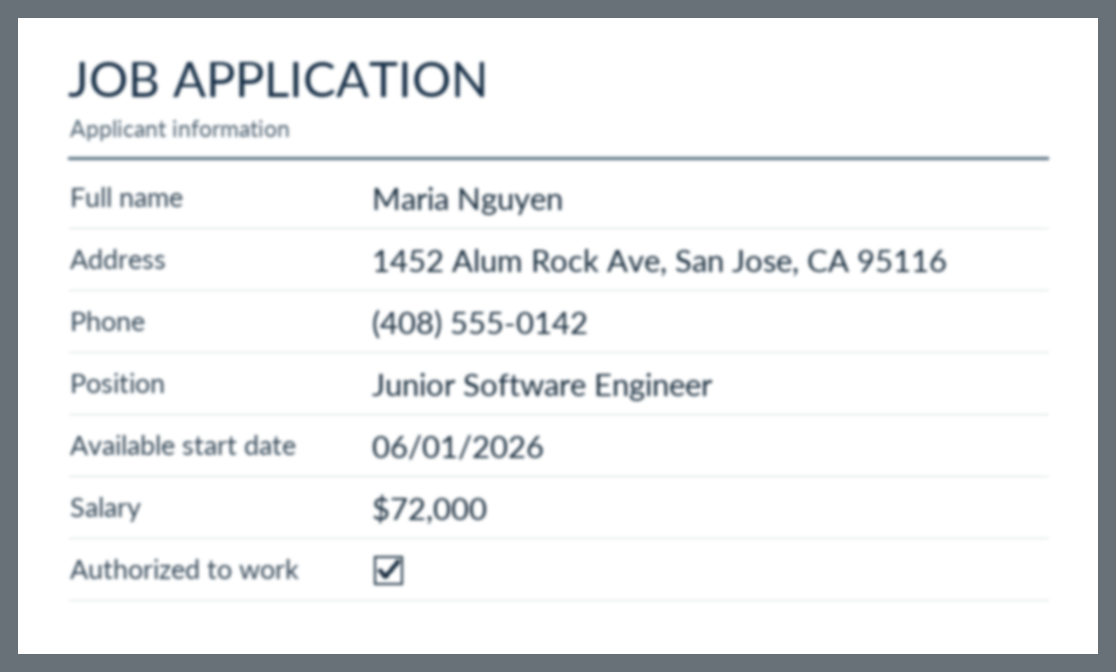 JOB APPLICATION
Applicant information
Full name Maria Nguyen
Address 1452 Alum Rock Ave, San Jose, CA 95116
Phone (408) 555-0142
Position Junior Software Engineer
Available start date 06/01/2026
Salary $72,000
Authorized to work ☑